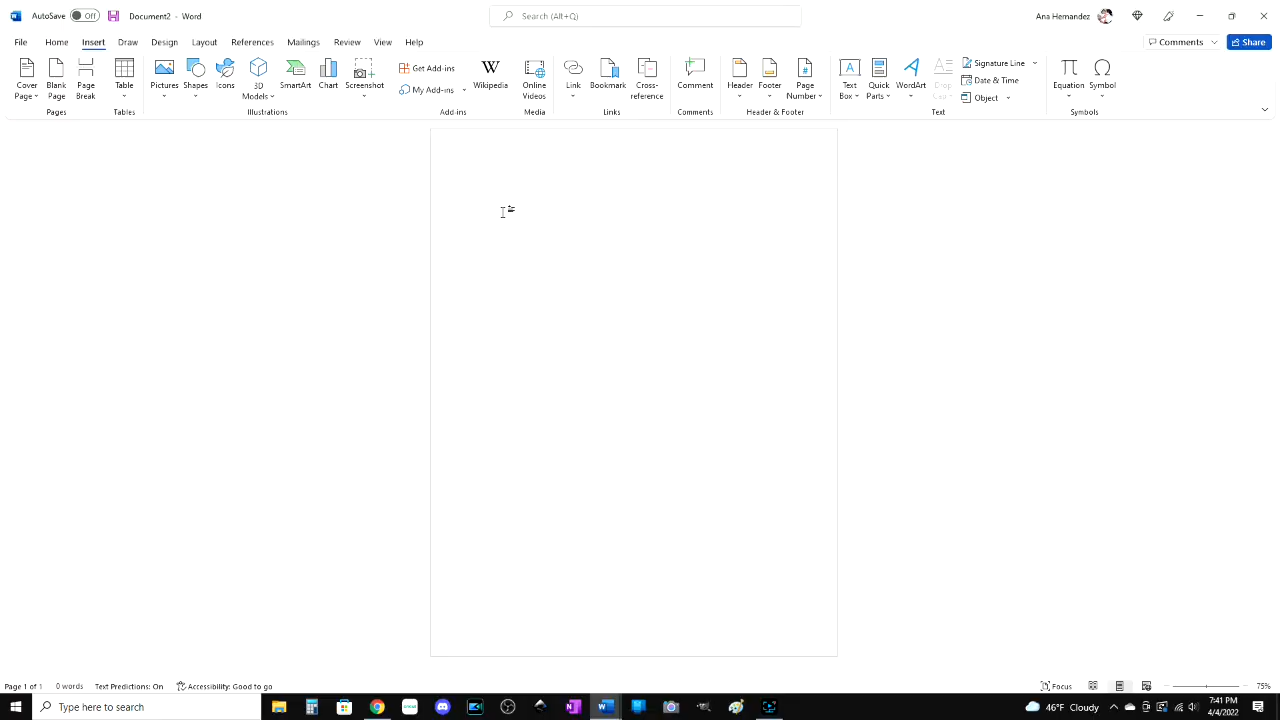 AutoSave Off Document2 - Word Search (Alt+Q) Ana Hernandez
File Home Insert Draw Design Layout References Mailings Review View Help Comments Share
Cover Page Blank Page Page Break Table Pictures Shapes Icons 3D Models SmartArt Chart Screenshot Get Add-ins My Add-ins Wikipedia Online Videos Link Bookmark Cross-reference Comment Header Footer Page Number Text Box Quick Parts WordArt Drop Cap Signature Line Date & Time Object Equation Symbol
Pages Tables Illustrations Add-ins Media Links Comments Header & Footer Text Symbols
Page 1 of 1 0 words Text Predictions: On Accessibility: Good to go Focus 75%
Type here to search 46°F Cloudy 7:41 PM
4/4/2022